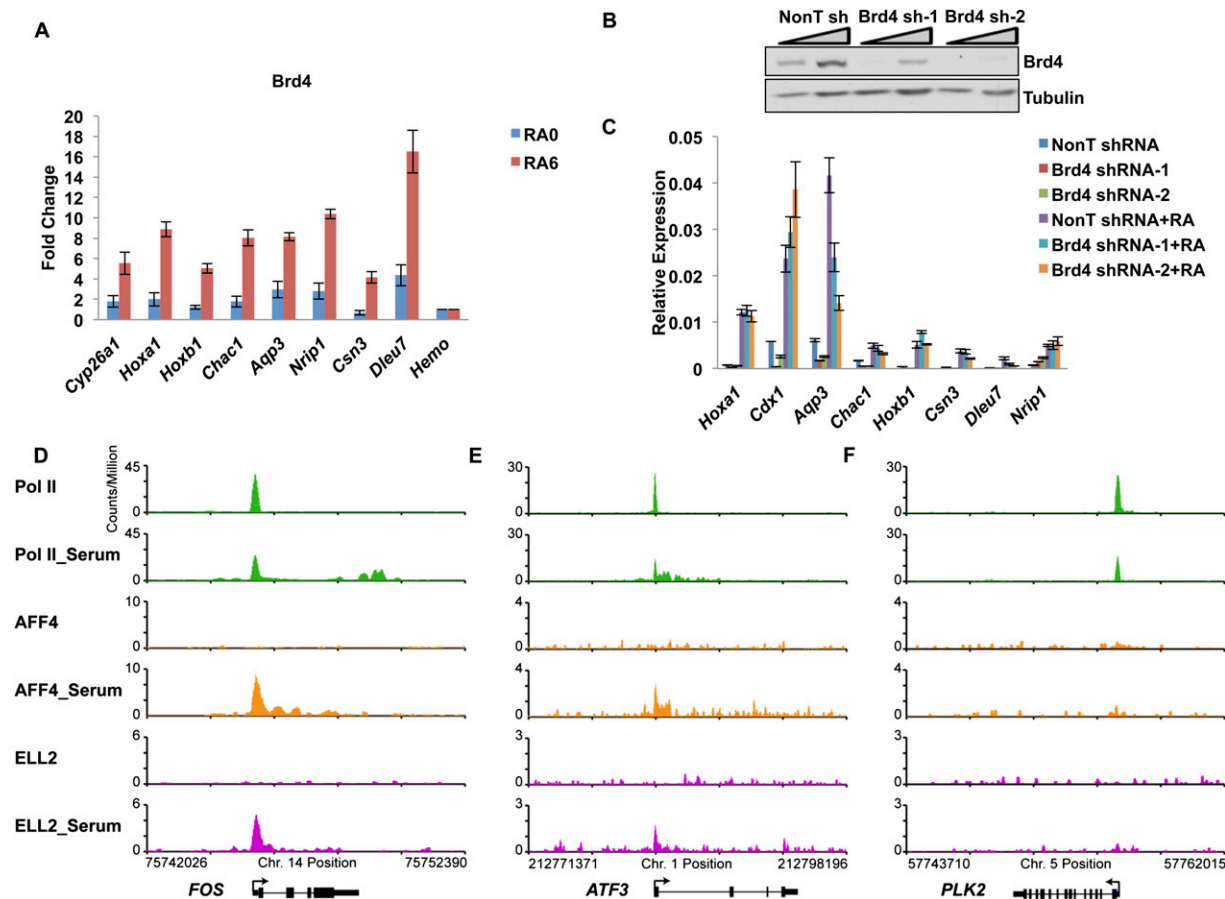 A
Brd4
Fold Change
20
18
16
14
12
10
8
6
4
2
0
RA0
RA6
Cyp26a1
Hoxa1
Hoxb1
Chac1
Aqp3
Nrip1
Csn3
Dleu7
Hemo
B
NonT sh Brd4 sh-1 Brd4 sh-2
Brd4
Tubulin
C
Relative Expression
0.05
0.04
0.03
0.02
0.01
0
NonT shRNA
Brd4 shRNA-1
Brd4 shRNA-2
NonT shRNA+RA
Brd4 shRNA-1+RA
Brd4 shRNA-2+RA
Hoxa1
Cdx1
Aqp3
Chac1
Hoxb1
Csn3
Dleu7
Nrip1
D
Counts/Million
Pol II
45
0
Pol II_Serum
45
0
AFF4
10
0
AFF4_Serum
10
0
ELL2
6
0
ELL2_Serum
6
0
75742026 Chr. 14 Position 75752390
FOS
E
30
0
30
0
4
0
4
0
3
0
3
0
212771371 Chr. 1 Position 212798196
ATF3
F
30
0
30
0
4
0
4
0
3
0
3
0
57743710 Chr. 5 Position 57762015
PLK2